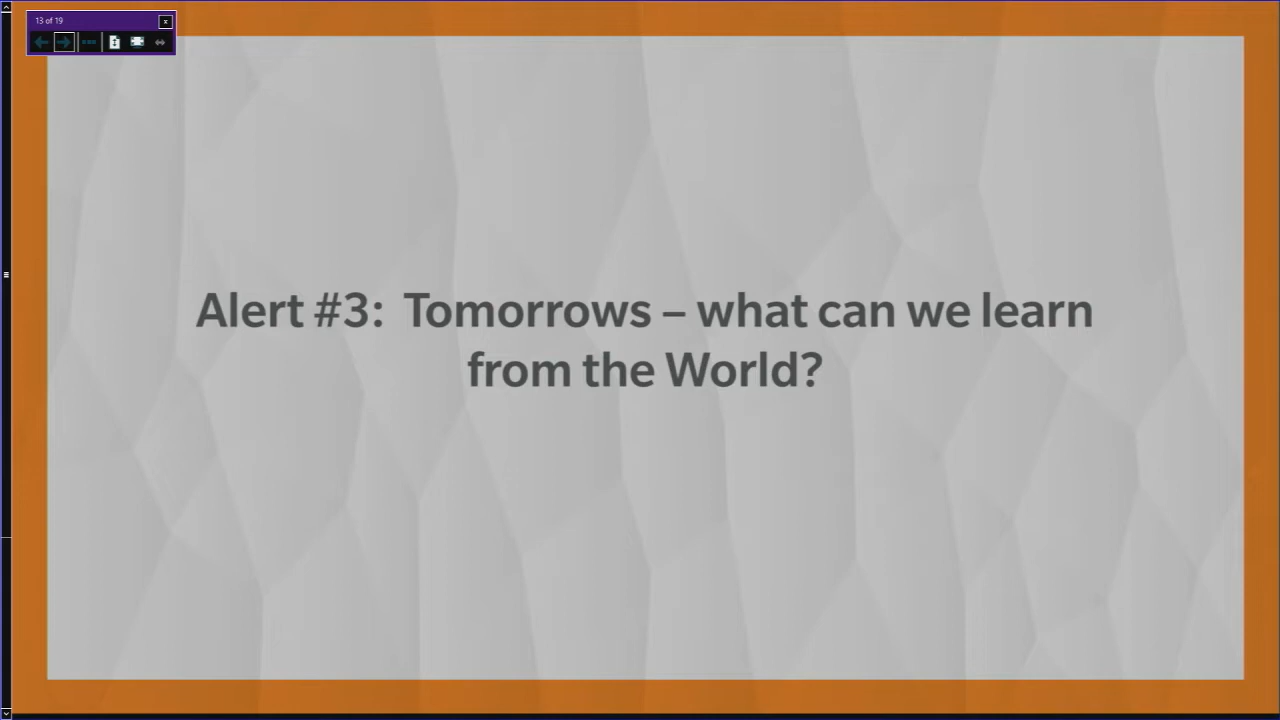 13 of 19
x
Alert #3:  Tomorrows – what can we learn
from the World?